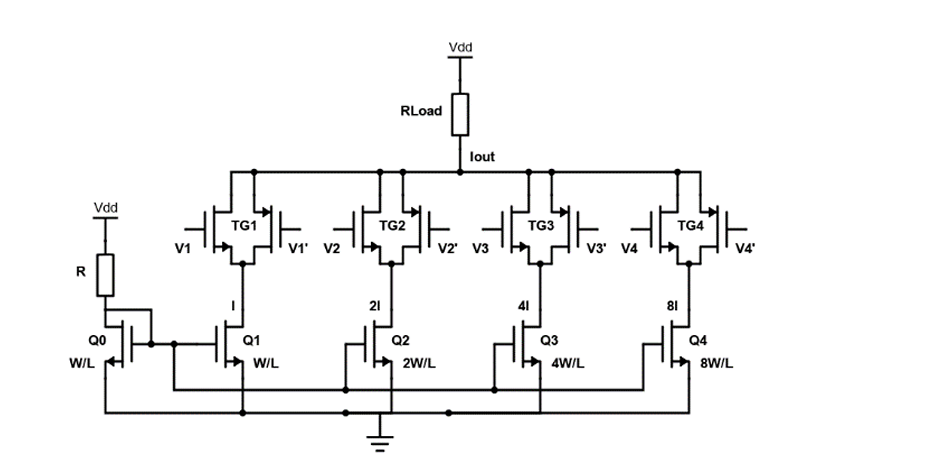 Vdd
RLoad
Iout
Vdd
TG1 TG2 TG3 TG4
V1 V1' V2 V2' V3 V3' V4 V4'
R
I 2I 4I 8I
Q0 Q1 Q2 Q3 Q4
W/L W/L 2W/L 4W/L 8W/L